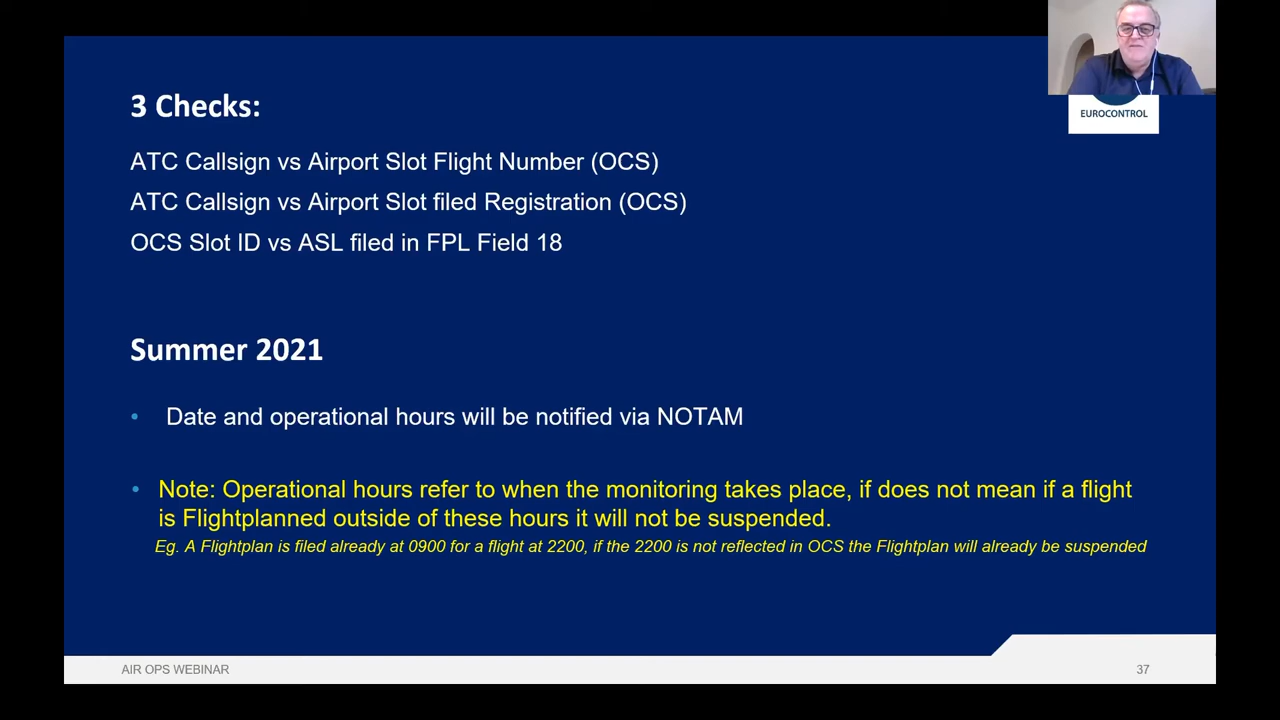 3 Checks:
EUROCONTROL
ATC Callsign vs Airport Slot Flight Number (OCS)
ATC Callsign vs Airport Slot filed Registration (OCS)
OCS Slot ID vs ASL filed in FPL Field 18
Summer 2021
• Date and operational hours will be notified via NOTAM
• Note: Operational hours refer to when the monitoring takes place, if does not mean if a flight
is Flightplanned outside of these hours it will not be suspended.
Eg. A Flightplan is filed already at 0900 for a flight at 2200, if the 2200 is not reflected in OCS the Flightplan will already be suspended
AIR OPS WEBINAR
37